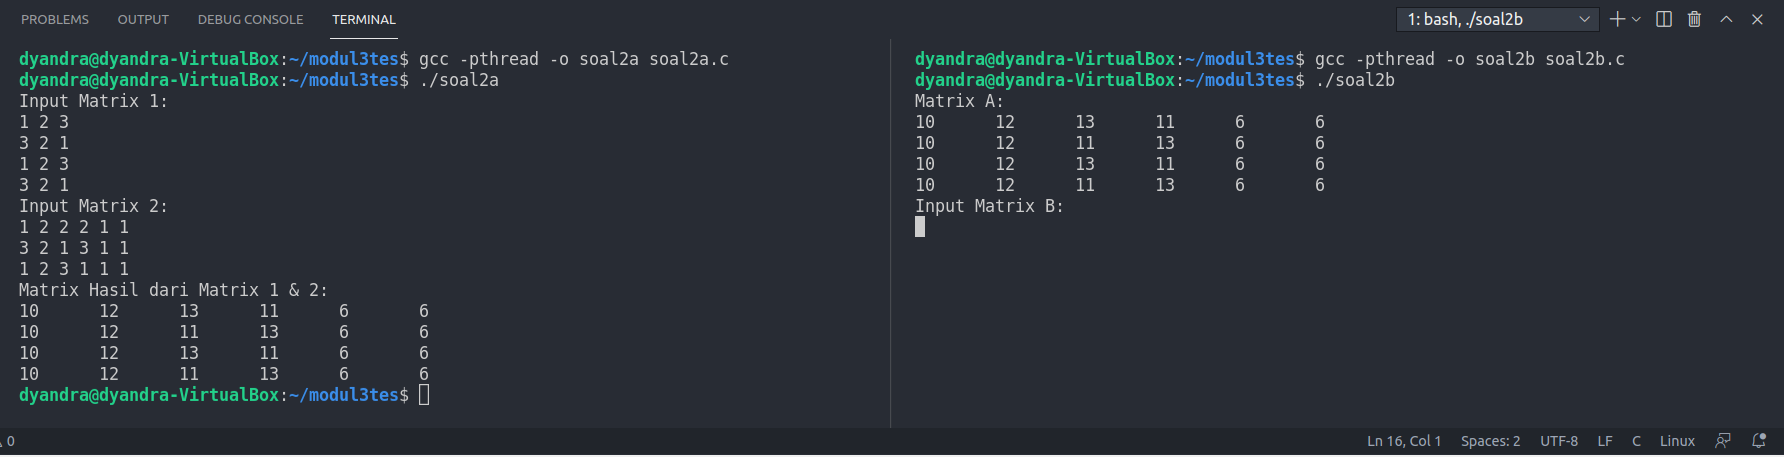 PROBLEMS OUTPUT DEBUG CONSOLE TERMINAL 1: bash, ./soal2b
dyandra@dyandra-VirtualBox:~/modul3tes$ gcc -pthread -o soal2a soal2a.c
dyandra@dyandra-VirtualBox:~/modul3tes$ ./soal2a
Input Matrix 1:
1 2 3
3 2 1
1 2 3
3 2 1
Input Matrix 2:
1 2 2 2 1 1
3 2 1 3 1 1
1 2 3 1 1 1
Matrix Hasil dari Matrix 1 & 2:
10 12 13 11 6 6
10 12 11 13 6 6
10 12 13 11 6 6
10 12 11 13 6 6
dyandra@dyandra-VirtualBox:~/modul3tes$
dyandra@dyandra-VirtualBox:~/modul3tes$ gcc -pthread -o soal2b soal2b.c
dyandra@dyandra-VirtualBox:~/modul3tes$ ./soal2b
Matrix A:
10 12 13 11 6 6
10 12 11 13 6 6
10 12 13 11 6 6
10 12 11 13 6 6
Input Matrix B:
0 Ln 16, Col 1 Spaces: 2 UTF-8 LF C Linux